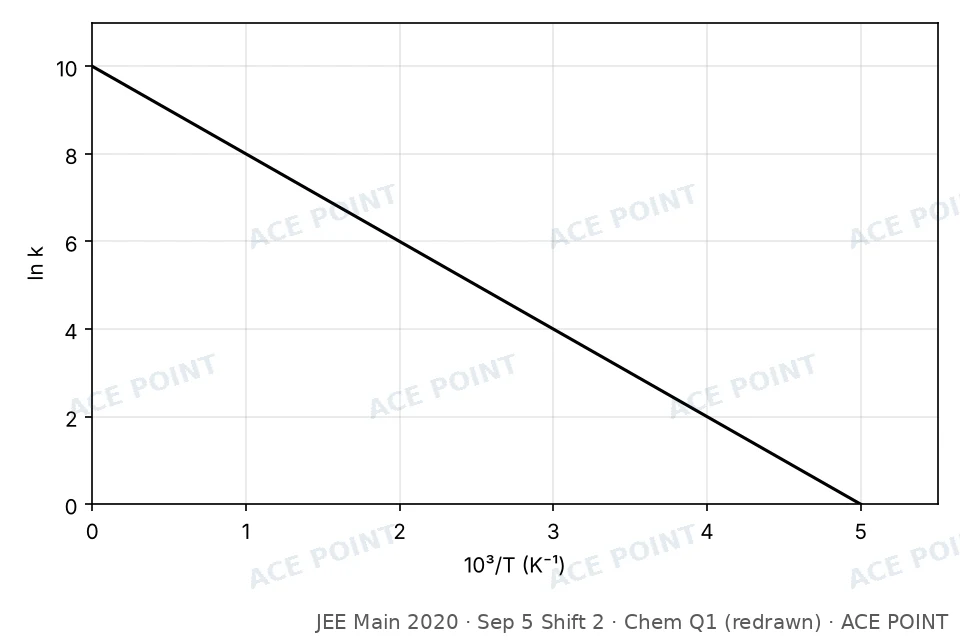 10
8
6
4
2
0
ln k
0 1 2 3 4 5
10³/T (K⁻¹)
ACE POINT
ACE POINT
ACE POINT
ACE POINT
ACE POINT
ACE POINT
ACE POINT
ACE POINT
ACE POINT
JEE Main 2020 · Sep 5 Shift 2 · Chem Q1 (redrawn) · ACE POINT